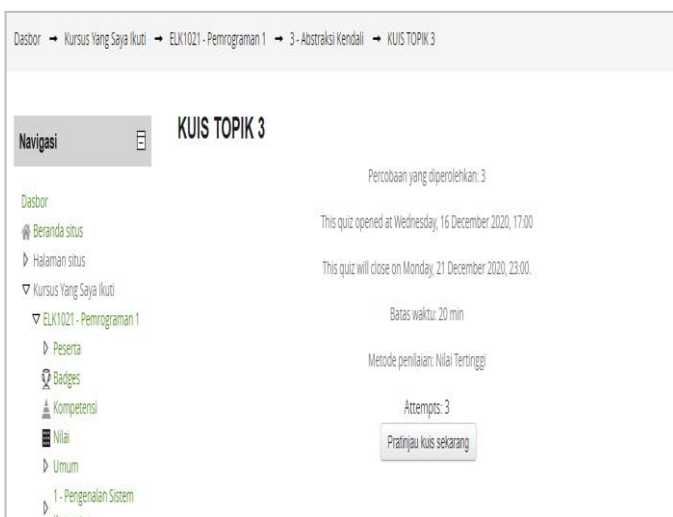 Dasbor → Kursus Yang Saya Ikuti → ELK1021 - Pemrograman 1 → 3 - Abstraksi Kendali → KUIS TOPIK 3
Navigasi
Dasbor
Beranda situs
Halaman situs
Kursus Yang Saya Ikuti
ELK1021 - Pemrograman 1
Peserta
Badges
Kompetensi
Nilai
Umum
1 - Pengenalan Sistem
KUIS TOPIK 3
Percobaan yang diperolehkan: 3
This quiz opened at Wednesday, 16 December 2020, 17:00
This quiz will close on Monday, 21 December 2020, 23:00.
Batas waktu: 20 min
Metode penilaian: Nilai Tertinggi
Attempts: 3
Pratinjau kuis sekarang